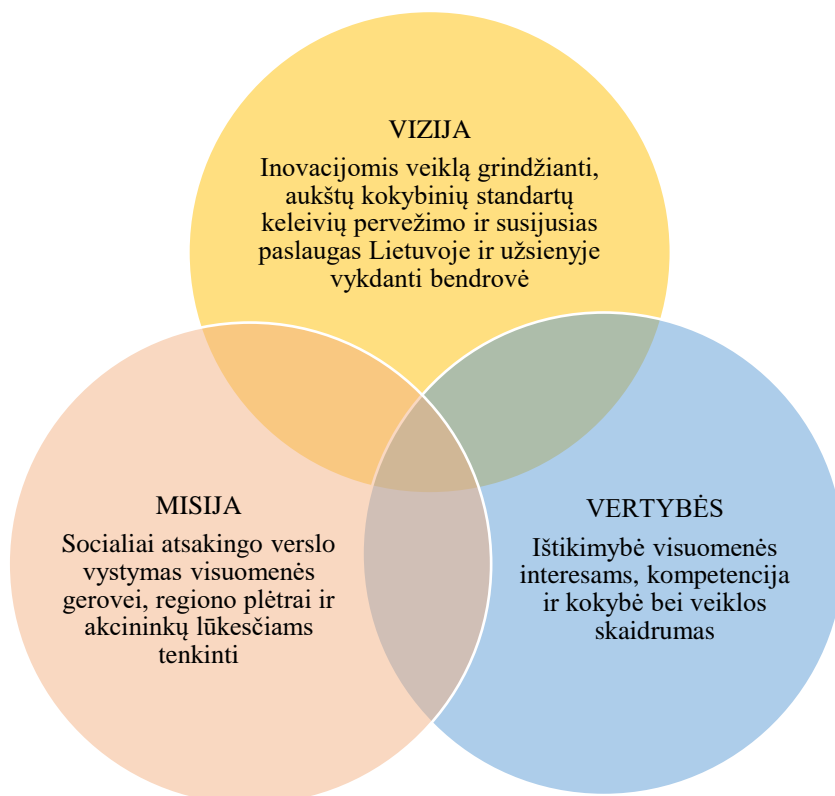 VIZIJA
Inovacijomis veiklą grindžianti,
aukštų kokybinių standartų
keleivių pervežimo ir susijusias
paslaugas Lietuvoje ir užsienyje
vykdanti bendrovė
MISIJA
Socialiai atsakingo verslo
vystymas visuomenės
gerovei, regiono plėtrai ir
akcininkų lūkesčiams
tenkinti
VERTYBĖS
Ištikimybė visuomenės
interesams, kompetencija
ir kokybė bei veiklos
skaidrumas